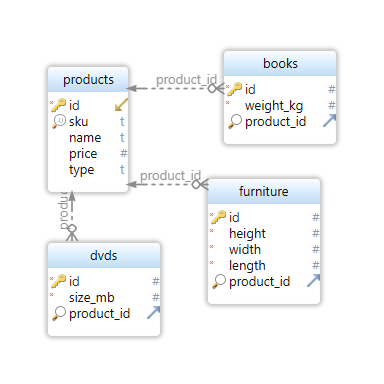 products
id
sku t
name t
price #
type t
product_id
books
id #
weight_kg #
product_id
product_id
furniture
id #
height #
width #
length #
product_id
product
dvds
id #
size_mb #
product_id